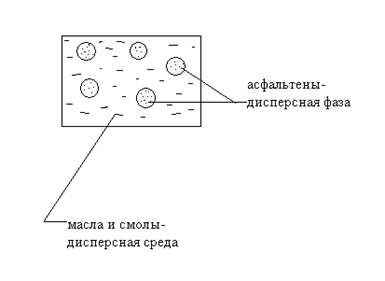 асфальтены-
дисперсная фаза
масла и смолы-
дисперсная среда